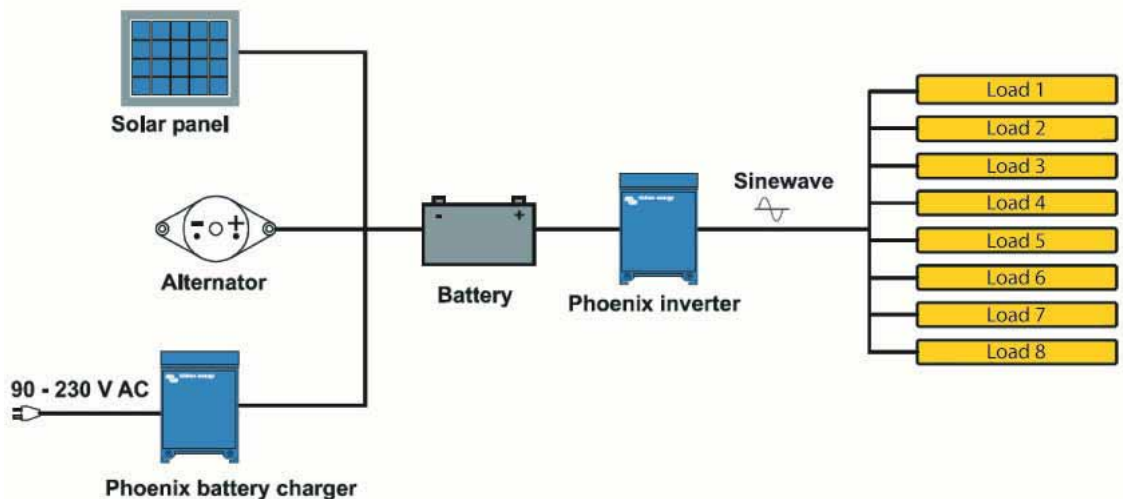 Solar panel
Alternator
90 - 230 V AC
Phoenix battery charger
- +
- +
Battery
Phoenix inverter
Sinewave
Load 1
Load 2
Load 3
Load 4
Load 5
Load 6
Load 7
Load 8